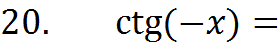 20. ctg(−x) =